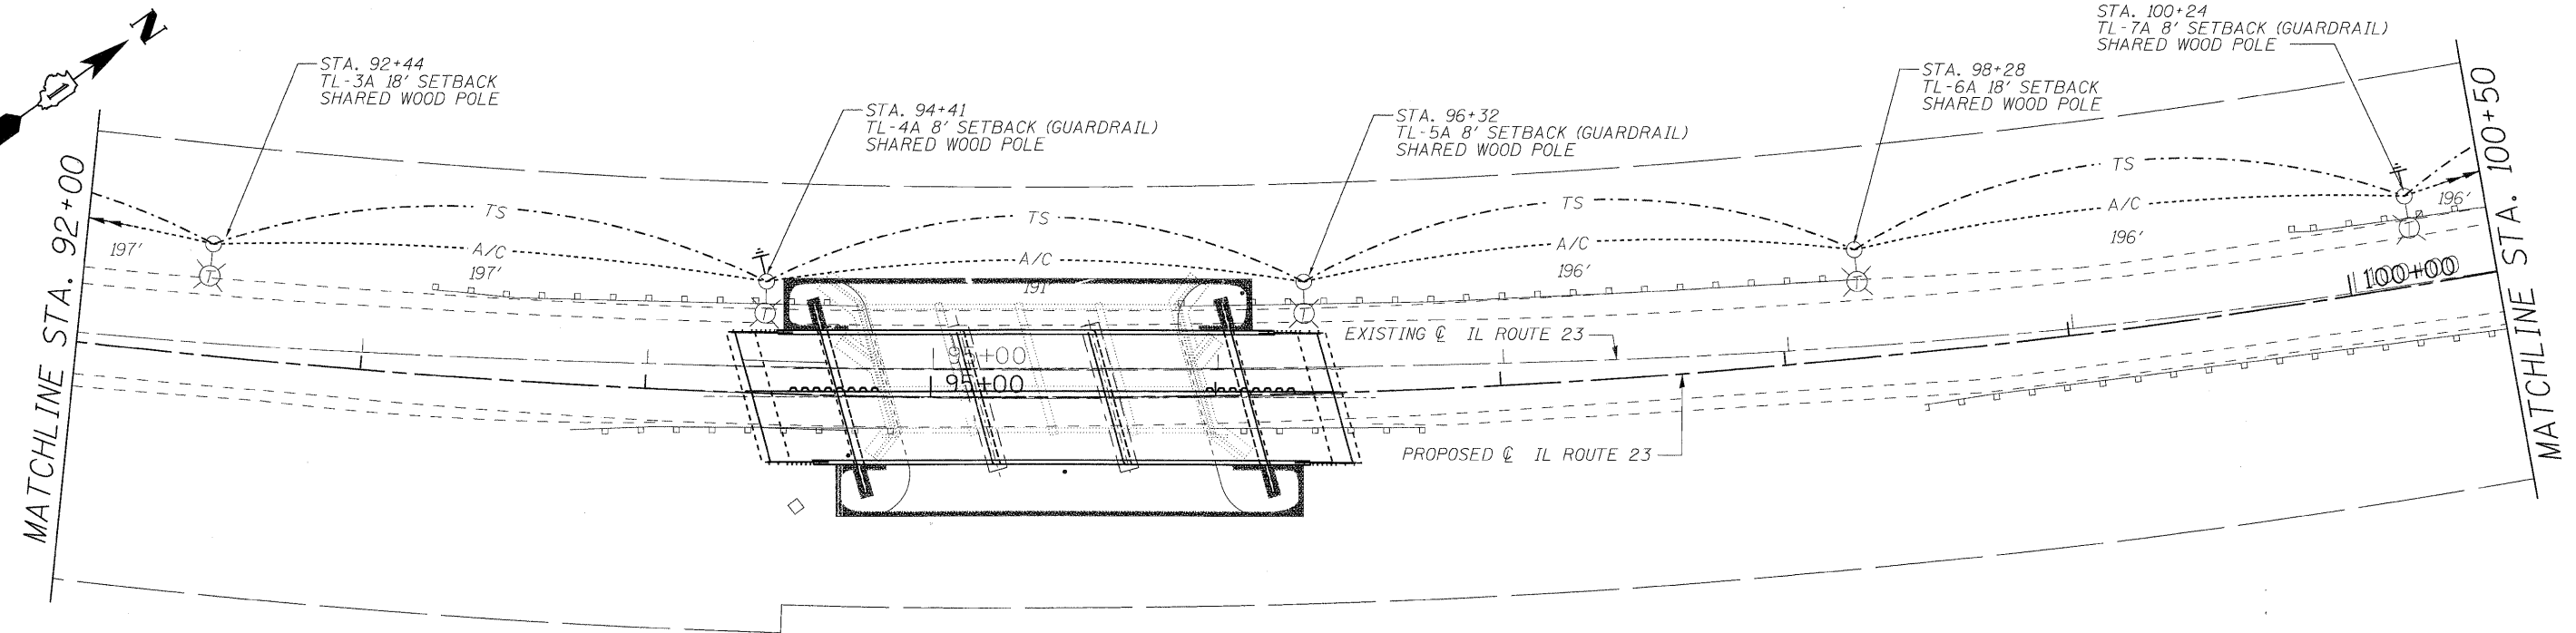 N
STA. 92+44
TL-3A 18' SETBACK
SHARED WOOD POLE
STA. 94+41
TL-4A 8' SETBACK (GUARDRAIL)
SHARED WOOD POLE
STA. 96+32
TL-5A 8' SETBACK (GUARDRAIL)
SHARED WOOD POLE
STA. 98+28
TL-6A 18' SETBACK
SHARED WOOD POLE
STA. 100+24
TL-7A 8' SETBACK (GUARDRAIL)
SHARED WOOD POLE
MATCHLINE STA. 92+00
MATCHLINE STA. 100+50
TS
TS
TS
TS
A/C
A/C
A/C
A/C
197'
197'
191'
196'
196'
196'
T
T
T
T
T
100+00
95+00
95+00
EXISTING ℄ IL ROUTE 23
PROPOSED ℄ IL ROUTE 23